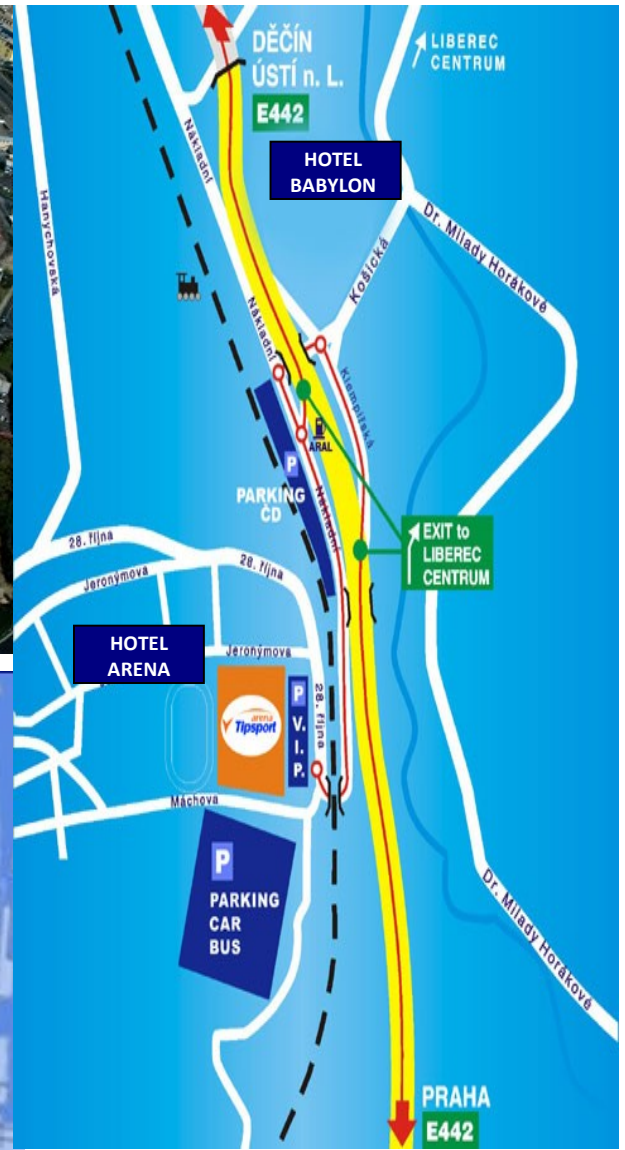 DĚČÍN
ÚSTÍ n. L.
E442
LIBEREC
CENTRUM
HOTEL
BABYLON
Nákladní
Hanychovská
Košická
Dr. Milady Horákové
Nákladní
Klempířská
ARAL
P
PARKING
ČD
Nákladní
EXIT to
LIBEREC
CENTRUM
28. října
28. října
Jeronýmova
HOTEL
ARENA
Jeronýmova
arena
Tipsport
P
V.
I.
P.
28. října
Máchova
P
PARKING
CAR
BUS
Dr. Milady Horákové
PRAHA
E442